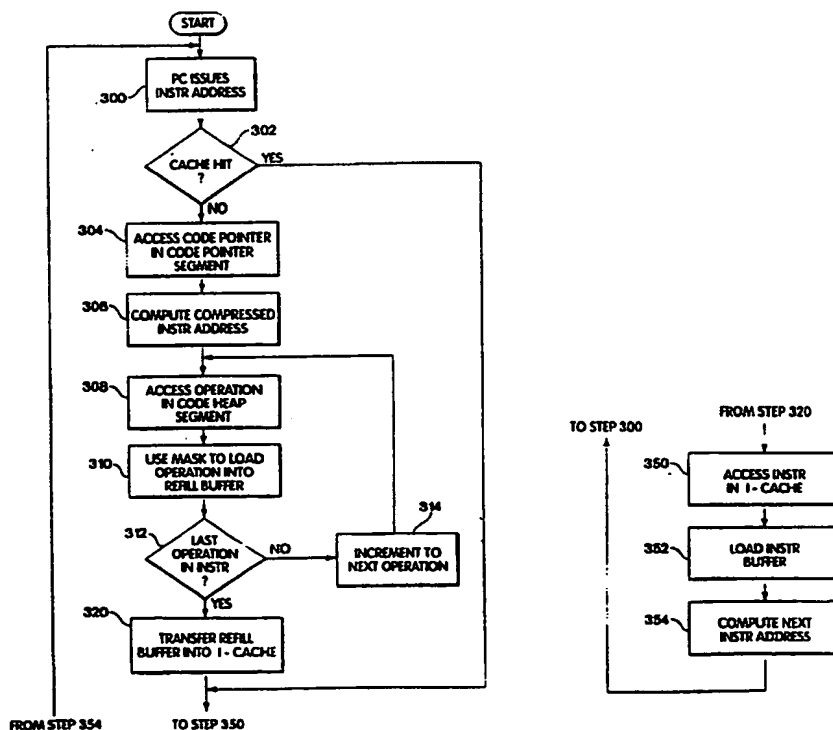 START
300
PC ISSUES
INSTR ADDRESS
302
CACHE HIT
?
YES
NO
304
ACCESS CODE POINTER
IN CODE POINTER
SEGMENT
306
COMPUTE COMPRESSED
INSTR ADDRESS
308
ACCESS OPERATION
IN CODE HEAP
SEGMENT
310
USE MASK TO LOAD
OPERATION INTO
REFILL BUFFER
312
LAST
OPERATION
IN INSTR
?
NO
314
INCREMENT TO
NEXT OPERATION
YES
320
TRANSFER REFILL
BUFFER INTO I - CACHE
FROM STEP 354
TO STEP 350
TO STEP 300
FROM STEP 320
350
ACCESS INSTR
IN I - CACHE
352
LOAD INSTR
BUFFER
354
COMPUTE NEXT
INSTR ADDRESS